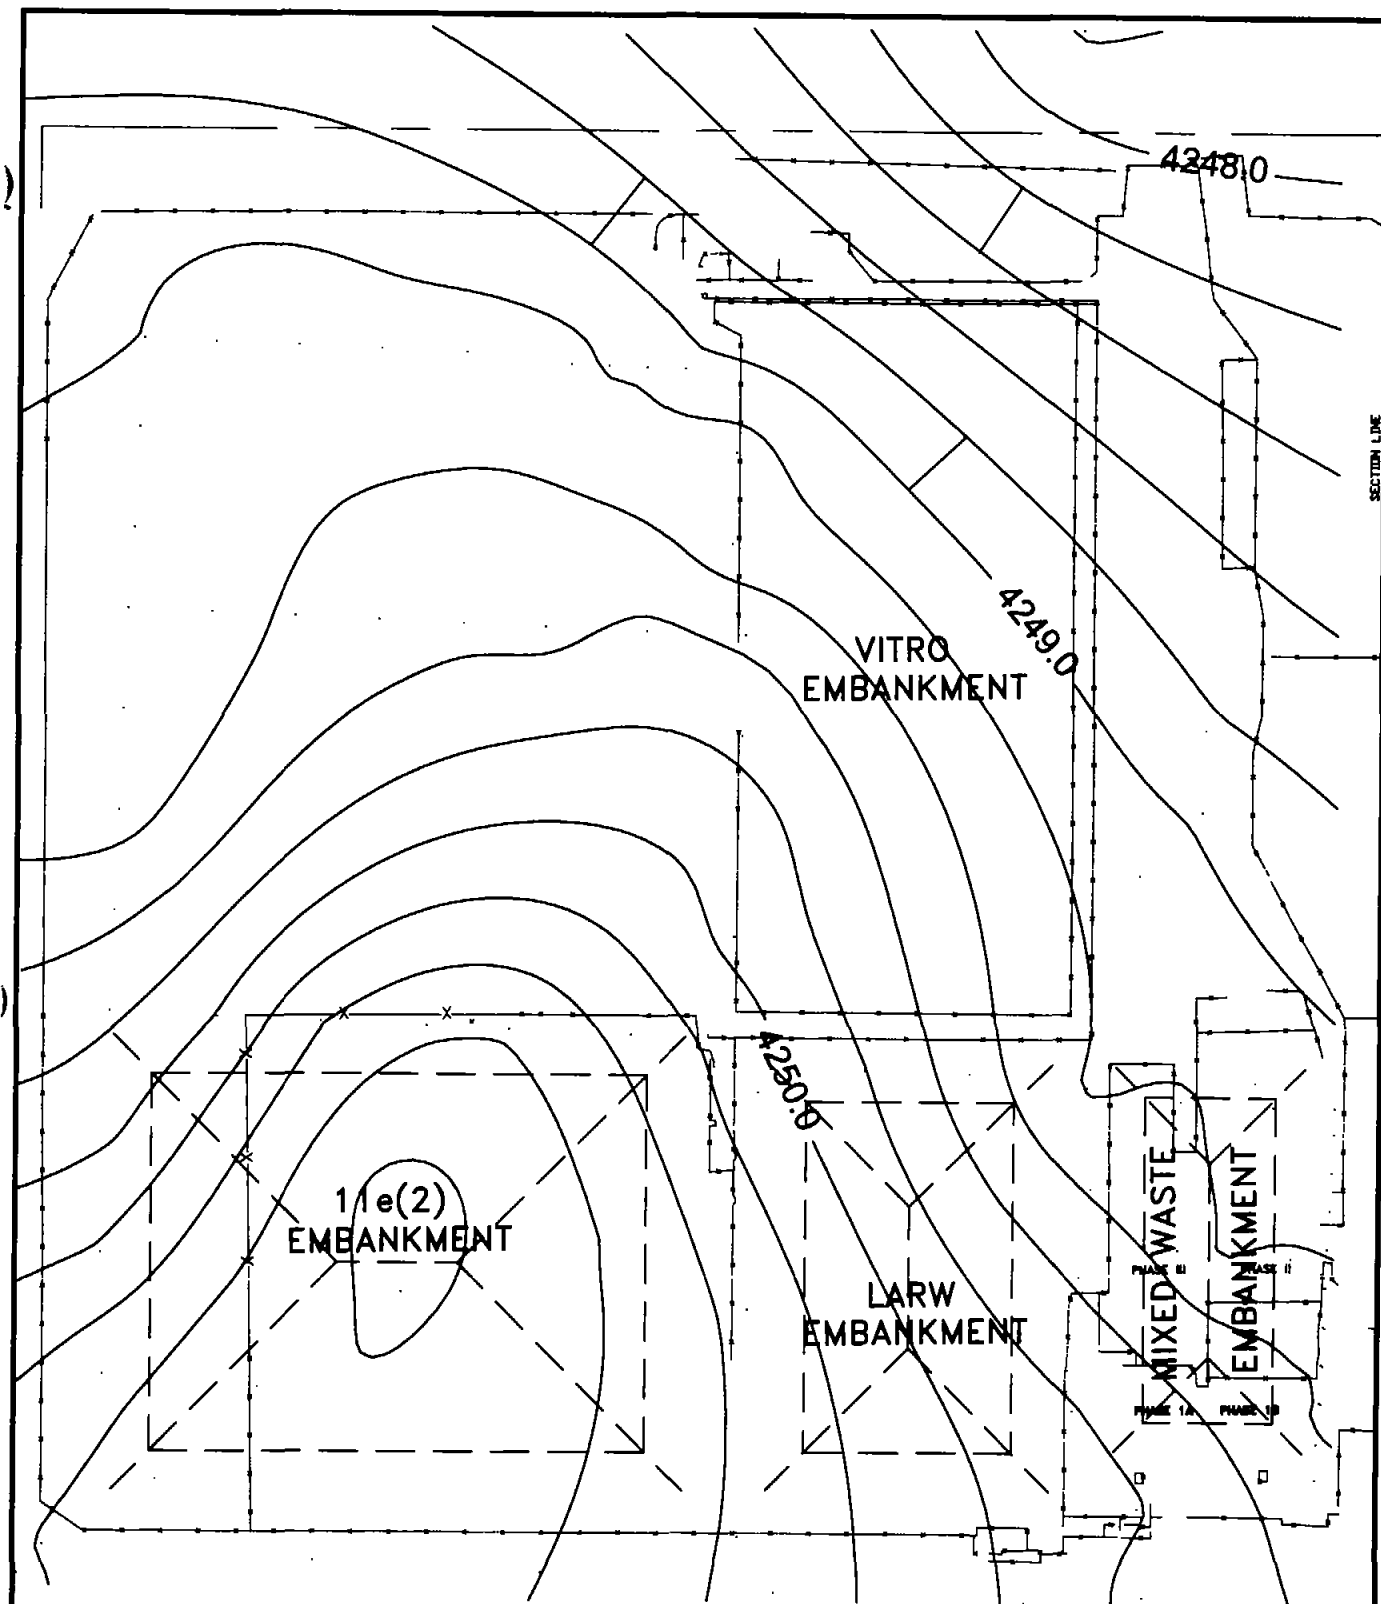 4248.0
SECTION LINE
4249.0
VITRO
EMBANKMENT
4250.0
11e(2)
EMBANKMENT
LARW
EMBANKMENT
MIXED WASTE
EMBANKMENT
PHASE III
PHASE II
PHASE 1A
PHASE 1B